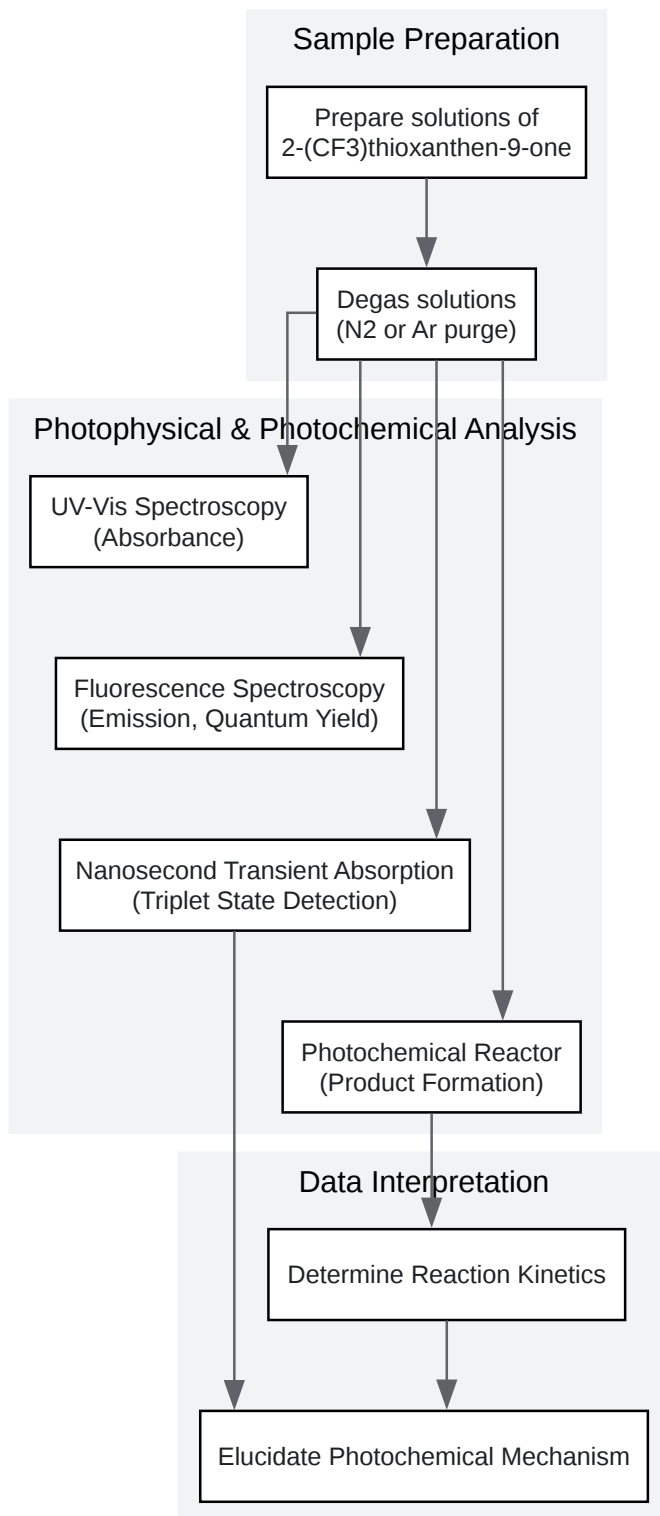 Sample Preparation
Prepare solutions of
2-(CF3)thioxanthen-9-one
Degas solutions
(N2 or Ar purge)
Photophysical & Photochemical Analysis
UV-Vis Spectroscopy
(Absorbance)
Fluorescence Spectroscopy
(Emission, Quantum Yield)
Nanosecond Transient Absorption
(Triplet State Detection)
Photochemical Reactor
(Product Formation)
Data Interpretation
Determine Reaction Kinetics
Elucidate Photochemical Mechanism